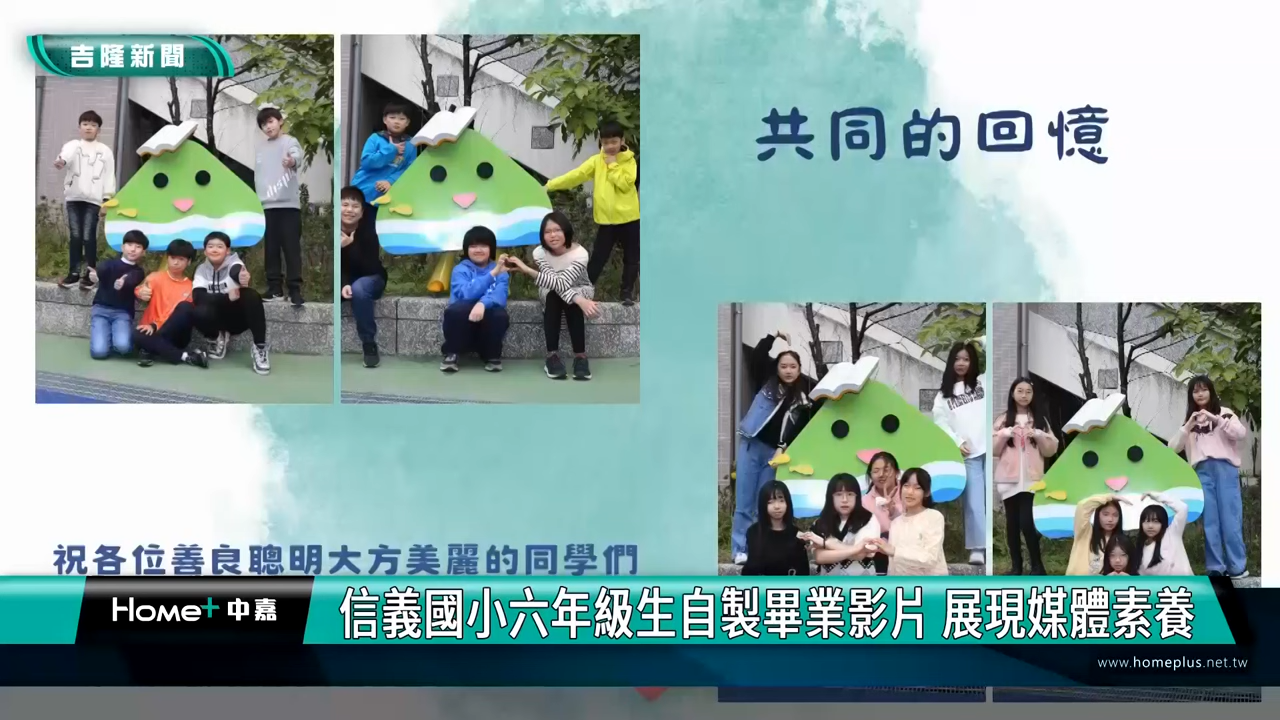 吉隆新聞
共同的回憶
祝各位善良聰明大方美麗的同學們
Home+中嘉
信義國小六年級生自製畢業影片 展現媒體素養
www.homeplus.net.tw